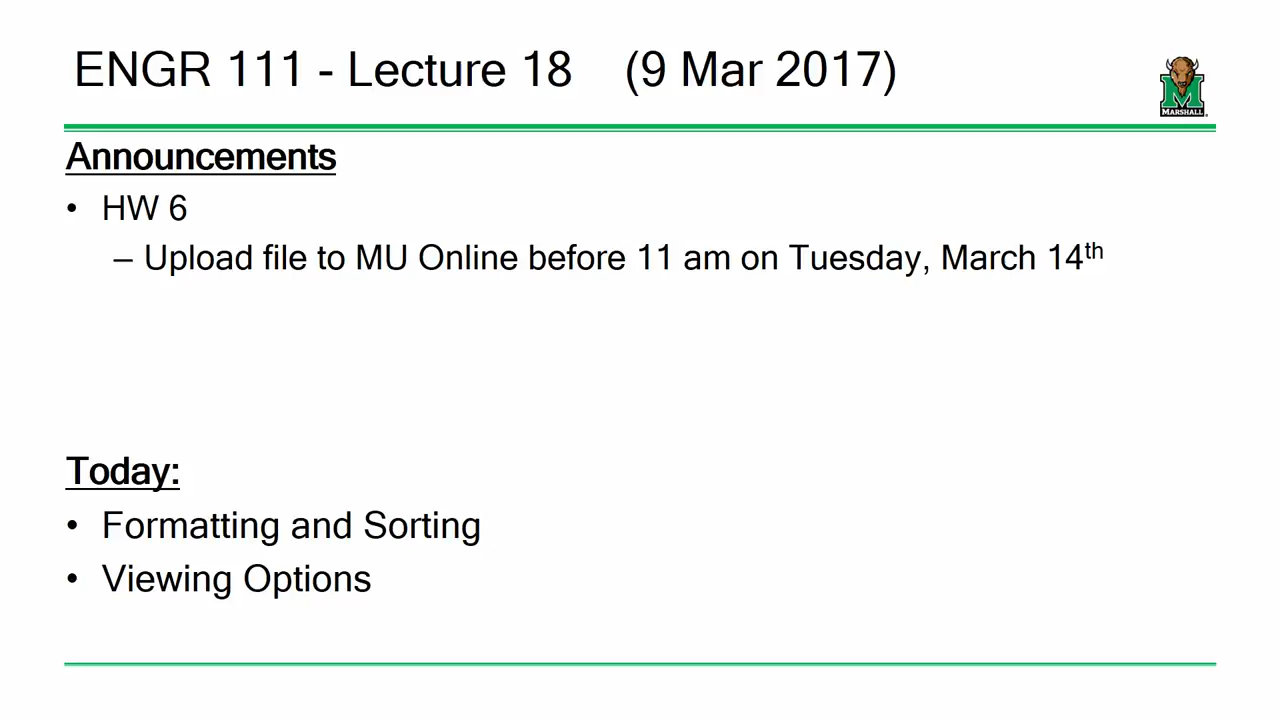 ENGR 111 - Lecture 18 (9 Mar 2017)
M
MARSHALL
Announcements
• HW 6
– Upload file to MU Online before 11 am on Tuesday, March 14th
Today:
• Formatting and Sorting
• Viewing Options